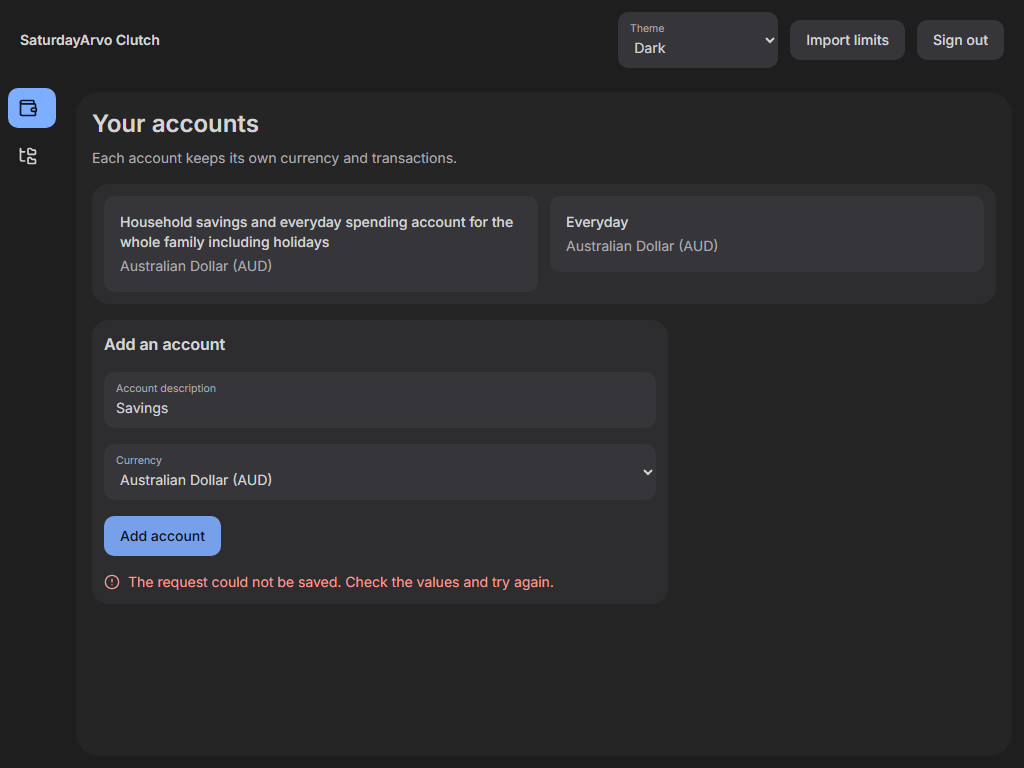 SaturdayArvo Clutch
Theme
Dark
Import limits
Sign out
Your accounts
Each account keeps its own currency and transactions.
Household savings and everyday spending account for the
whole family including holidays
Australian Dollar (AUD)
Everyday
Australian Dollar (AUD)
Add an account
Account description
Savings
Currency
Australian Dollar (AUD)
Add account
The request could not be saved. Check the values and try again.